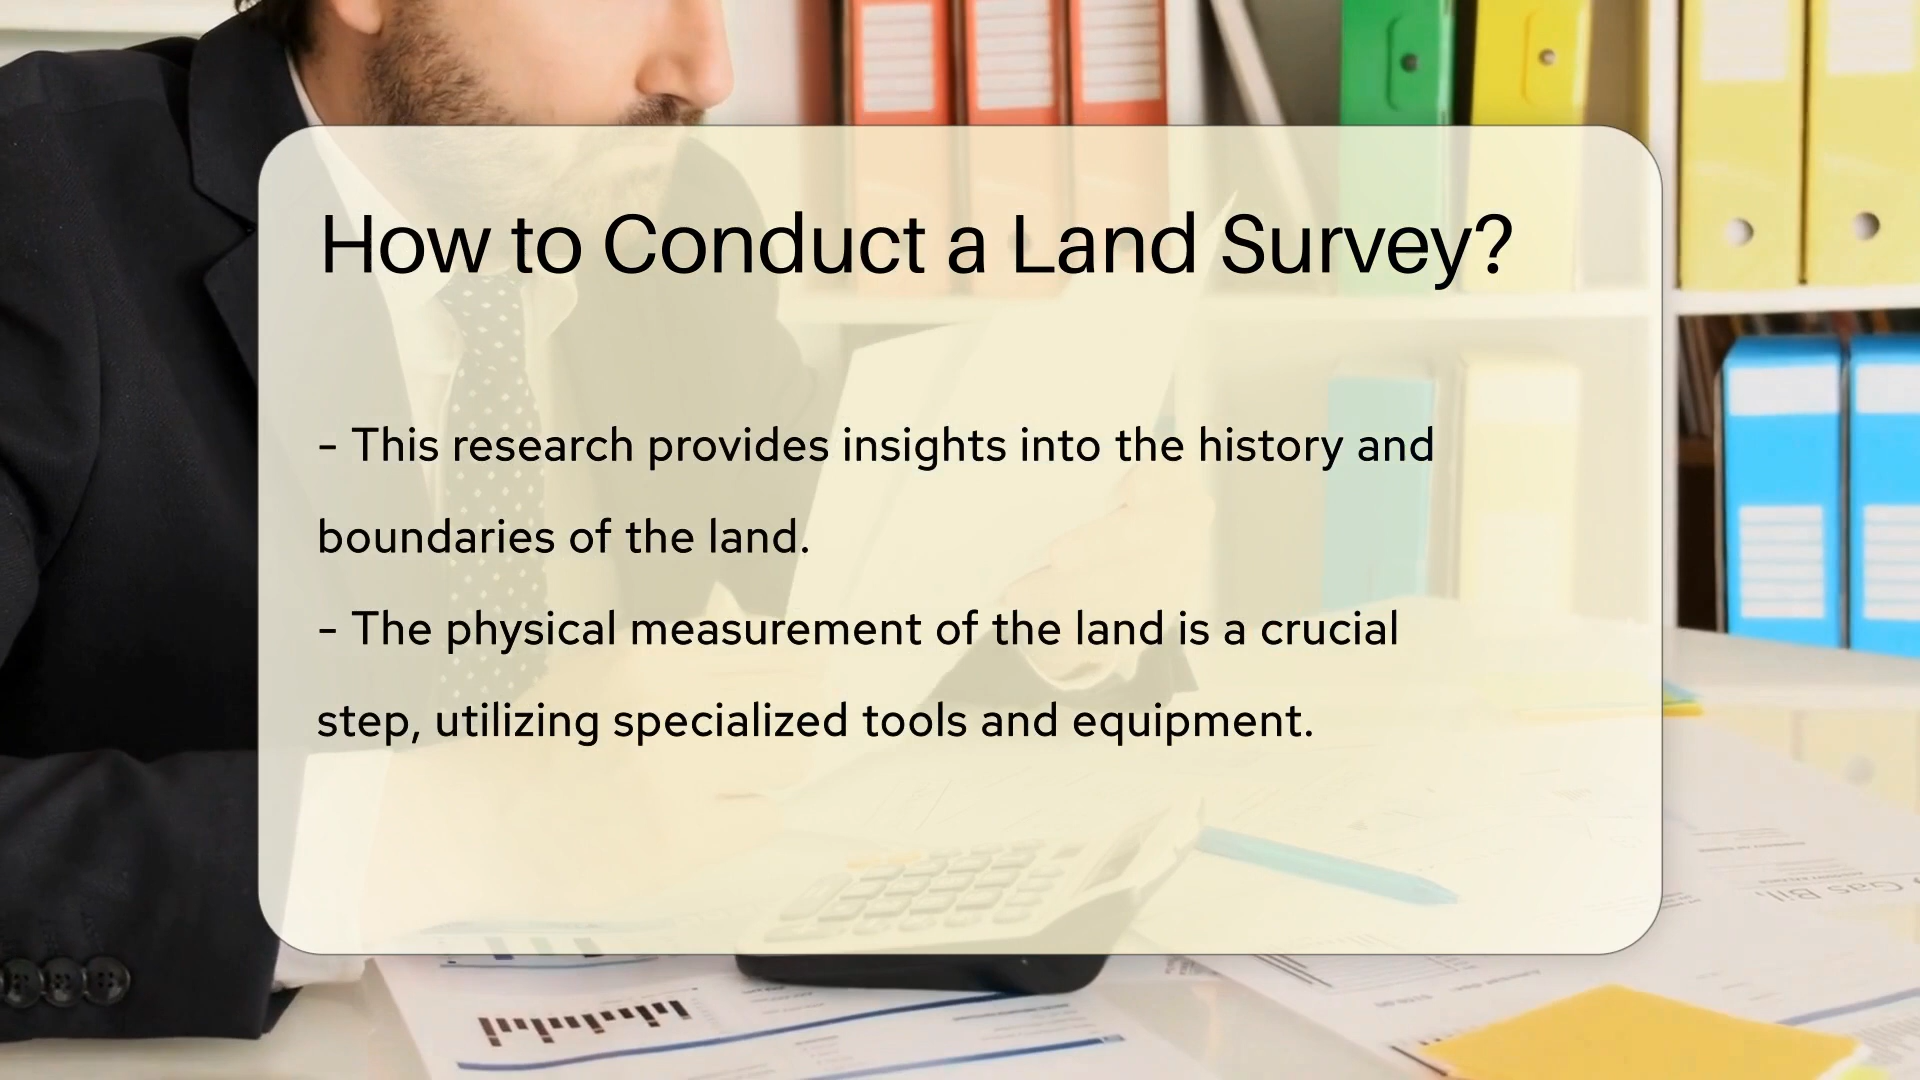 How to Conduct a Land Survey?
- This research provides insights into the history and
boundaries of the land.
- The physical measurement of the land is a crucial
step, utilizing specialized tools and equipment.
Gas Bill